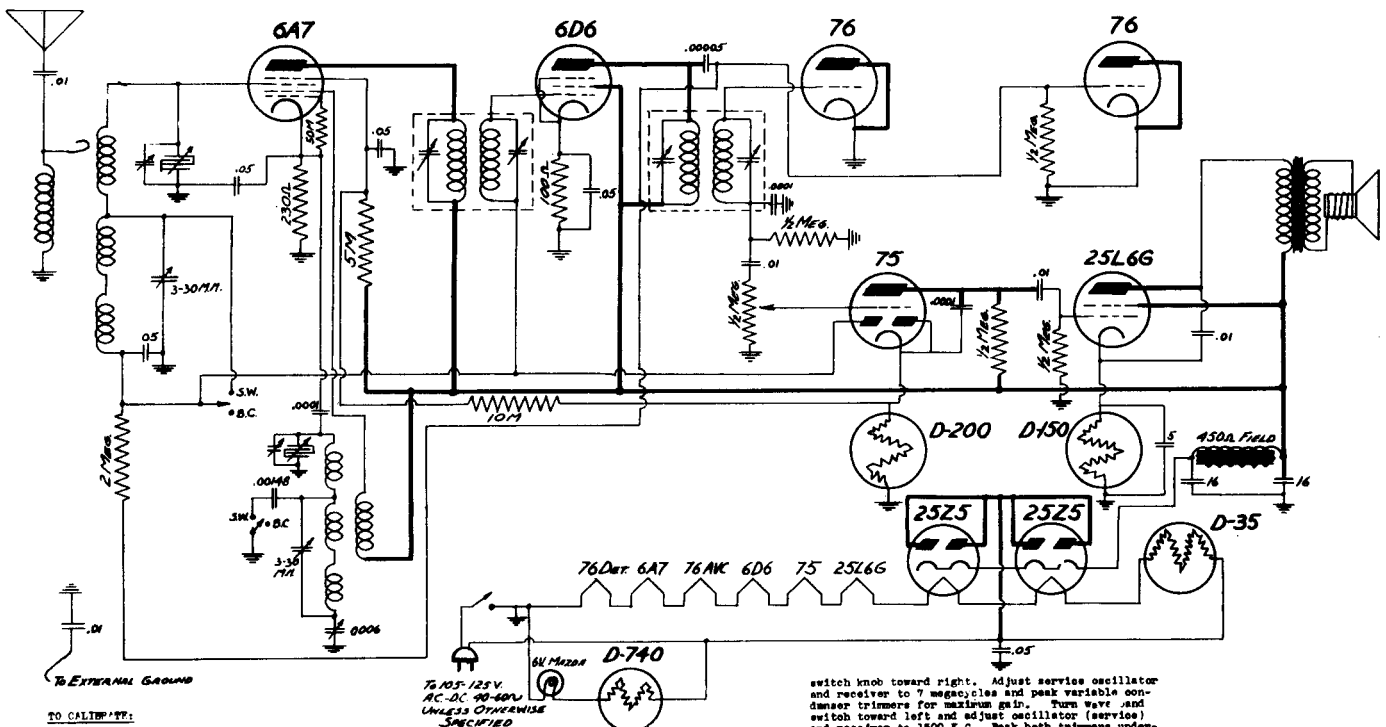 6A7
6D6
76
76
.01
.00005
50M
.05
.05
230Ω
5M
100Ω
.05
½ MEG.
.0001
½ MEG.
.01
½ MEG.
75
25L6G
.01
.0001
½ MEG.
½ MEG.
.01
3-30 M.M.
.05
S.W.
B.C.
2 MEG.
.0001
10M
D-200
D-150
5
450Ω FIELD
16
16
.00148
S.W.
B.C.
3-30
M.M.
.0006
25Z5
25Z5
D-35
76 DET. 6A7 76 AVC 6D6 75 25L6G
.01
To EXTERNAL GROUND
To 105-125 V.
AC-DC. 40-60∿
UNLESS OTHERWISE
SPECIFIED
6V. MAZDA
D-740
.05
TO CALIBRATE:
switch knob toward right. Adjust service oscillator
and receiver to 7 megacycles and peak variable con-
danser trimmers for maximum gain. Turn wave band
switch toward left and adjust oscillator (service)